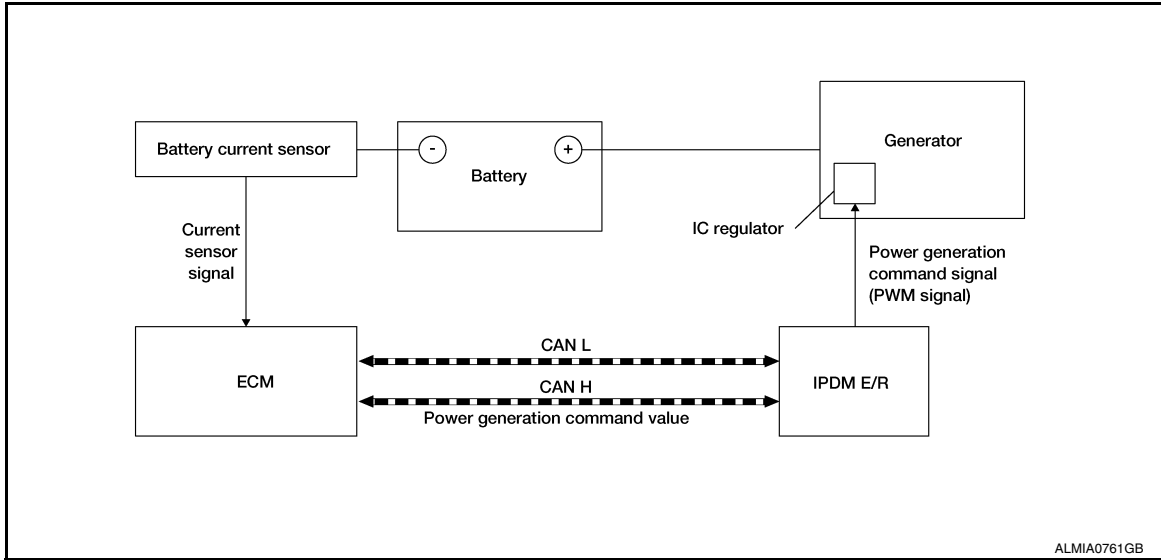 Battery current sensor
-
+
Battery
Generator
IC regulator
Current
sensor
signal
Power generation
command signal
(PWM signal)
ECM
CAN L
CAN H
Power generation command value
IPDM E/R
ALMIA0761GB